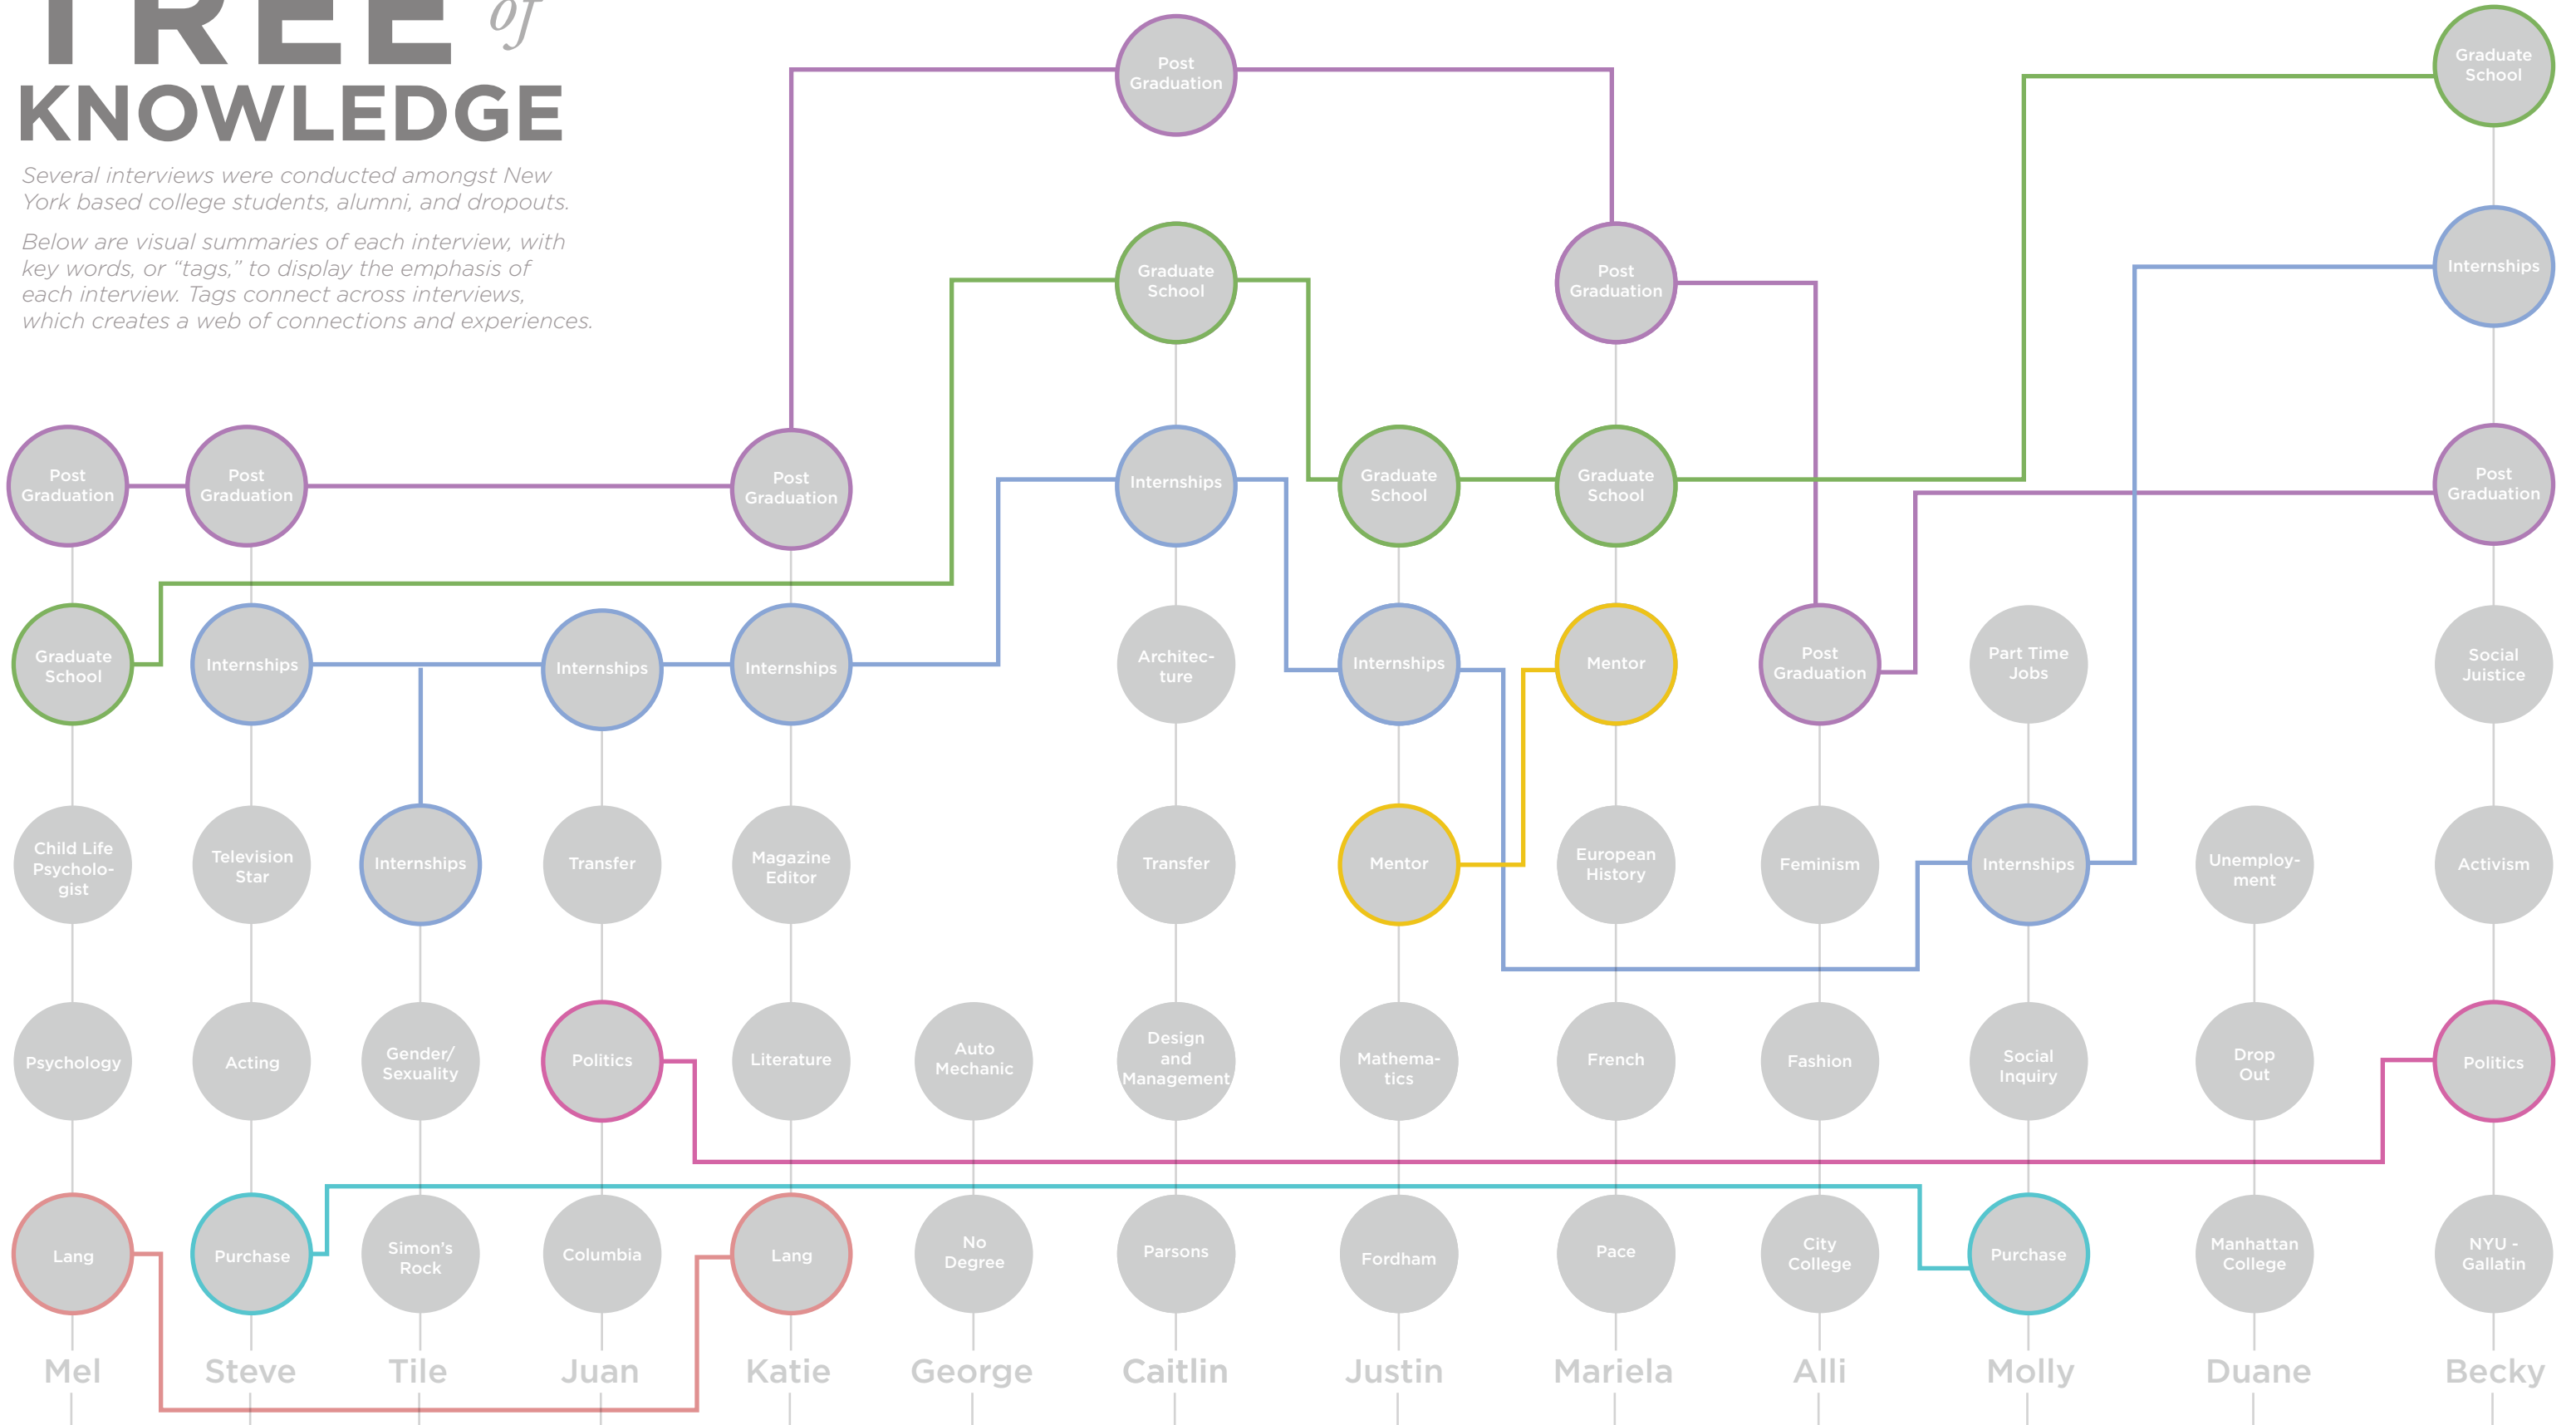 TREE of
KNOWLEDGE
Several interviews were conducted amongst New
York based college students, alumni, and dropouts.
Below are visual summaries of each interview, with
key words, or “tags,” to display the emphasis of
each interview. Tags connect across interviews,
which creates a web of connections and experiences.
Post
Graduation
Graduate
School
Graduate
School
Post
Graduation
Internships
Post
Graduation
Post
Graduation
Post
Graduation
Internships
Graduate
School
Graduate
School
Post
Graduation
Graduate
School
Internships
Internships
Internships
Architec-
ture
Internships
Mentor
Post
Graduation
Part Time
Jobs
Social
Juistice
Child Life
Psycholo-
gist
Television
Star
Internships
Transfer
Magazine
Editor
Transfer
Mentor
European
History
Feminism
Internships
Unemploy-
ment
Activism
Psychology
Acting
Gender/
Sexuality
Politics
Literature
Auto
Mechanic
Design
and
Management
Mathema-
tics
French
Fashion
Social
Inquiry
Drop
Out
Politics
Lang
Purchase
Simon’s
Rock
Columbia
Lang
No
Degree
Parsons
Fordham
Pace
City
College
Purchase
Manhattan
College
NYU -
Gallatin
Mel
Steve
Tile
Juan
Katie
George
Caitlin
Justin
Mariela
Alli
Molly
Duane
Becky